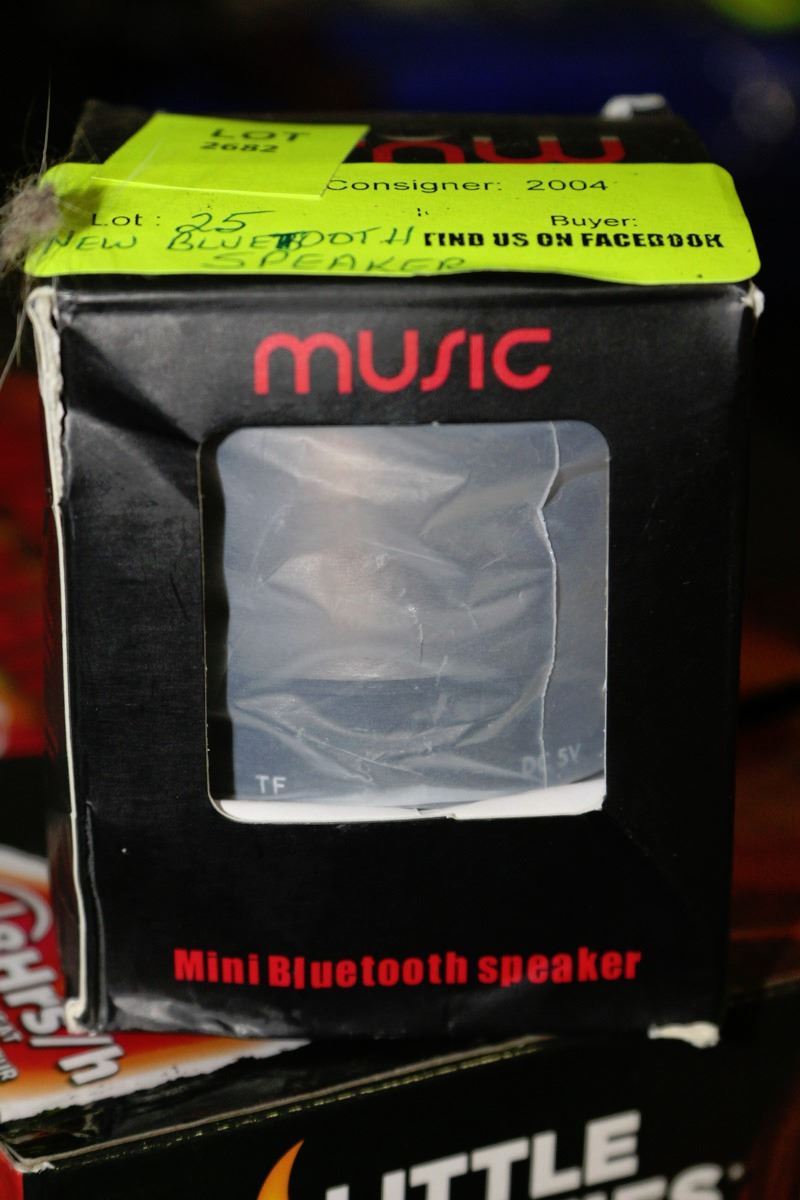 LOT
2682
Consigner: 2004
Lot: 25 Buyer:
NEW BLUETOOTH FIND US ON FACEBOOK
SPEAKER
music
TF DC 5V
Mini Bluetooth speaker
LITTLE